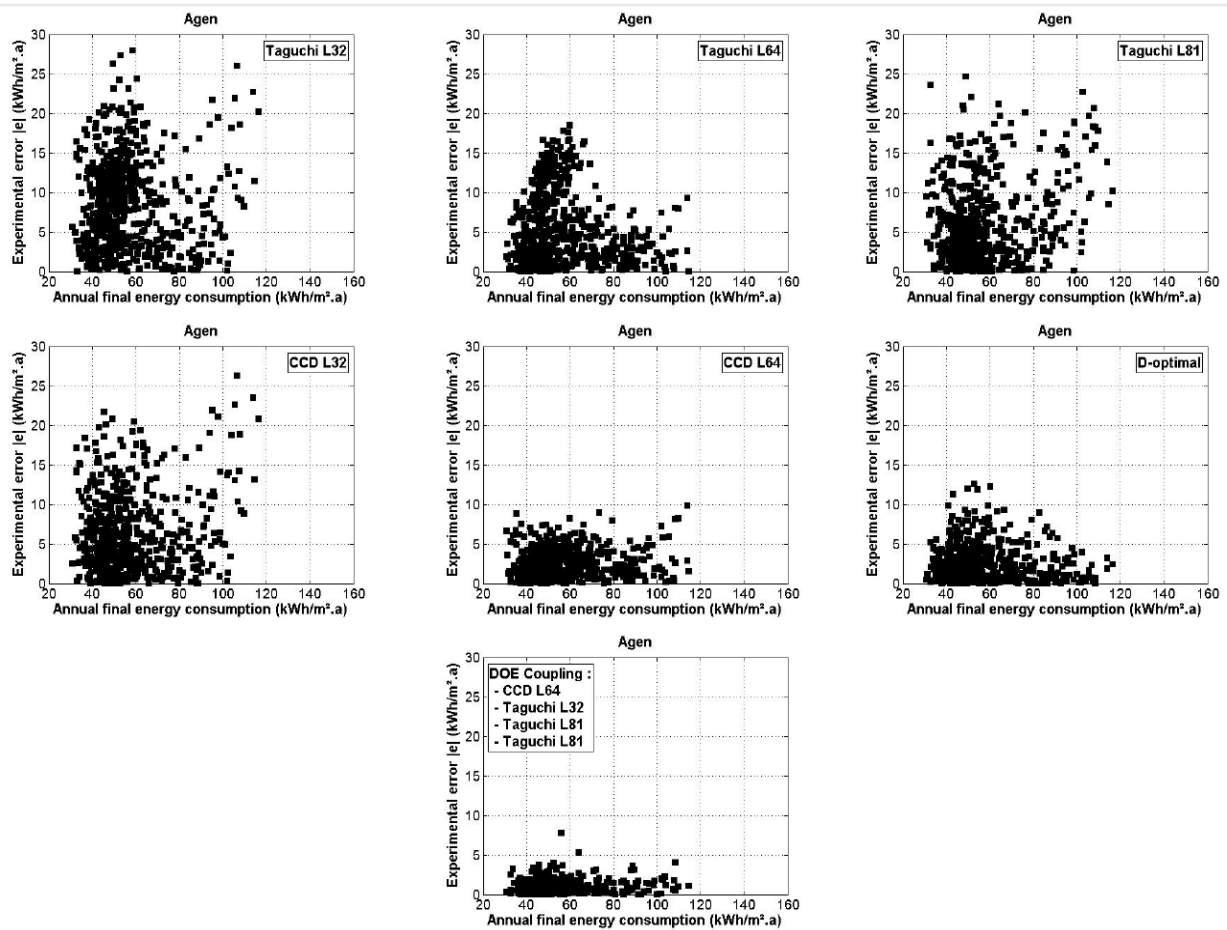 Agen
Taguchi L32
Experimental error |e| (kWh/m².a)
30
25
20
15
10
5
0
20 40 60 80 100 120 140 160
Annual final energy consumption (kWh/m².a)
Agen
Taguchi L64
Experimental error |e| (kWh/m².a)
30
25
20
15
10
5
0
20 40 60 80 100 120 140 160
Annual final energy consumption (kWh/m².a)
Agen
Taguchi L81
Experimental error |e| (kWh/m².a)
30
25
20
15
10
5
0
20 40 60 80 100 120 140 160
Annual final energy consumption (kWh/m².a)
Agen
CCD L32
Experimental error |e| (kWh/m².a)
30
25
20
15
10
5
0
20 40 60 80 100 120 140 160
Annual final energy consumption (kWh/m².a)
Agen
CCD L64
Experimental error |e| (kWh/m².a)
30
25
20
15
10
5
0
20 40 60 80 100 120 140 160
Annual final energy consumption (kWh/m².a)
Agen
D-optimal
Experimental error |e| (kWh/m².a)
30
25
20
15
10
5
0
20 40 60 80 100 120 140 160
Annual final energy consumption (kWh/m².a)
Agen
DOE Coupling :
- CCD L64
- Taguchi L32
- Taguchi L81
- Taguchi L81
Experimental error |e| (kWh/m².a)
30
25
20
15
10
5
0
20 40 60 80 100 120 140 160
Annual final energy consumption (kWh/m².a)